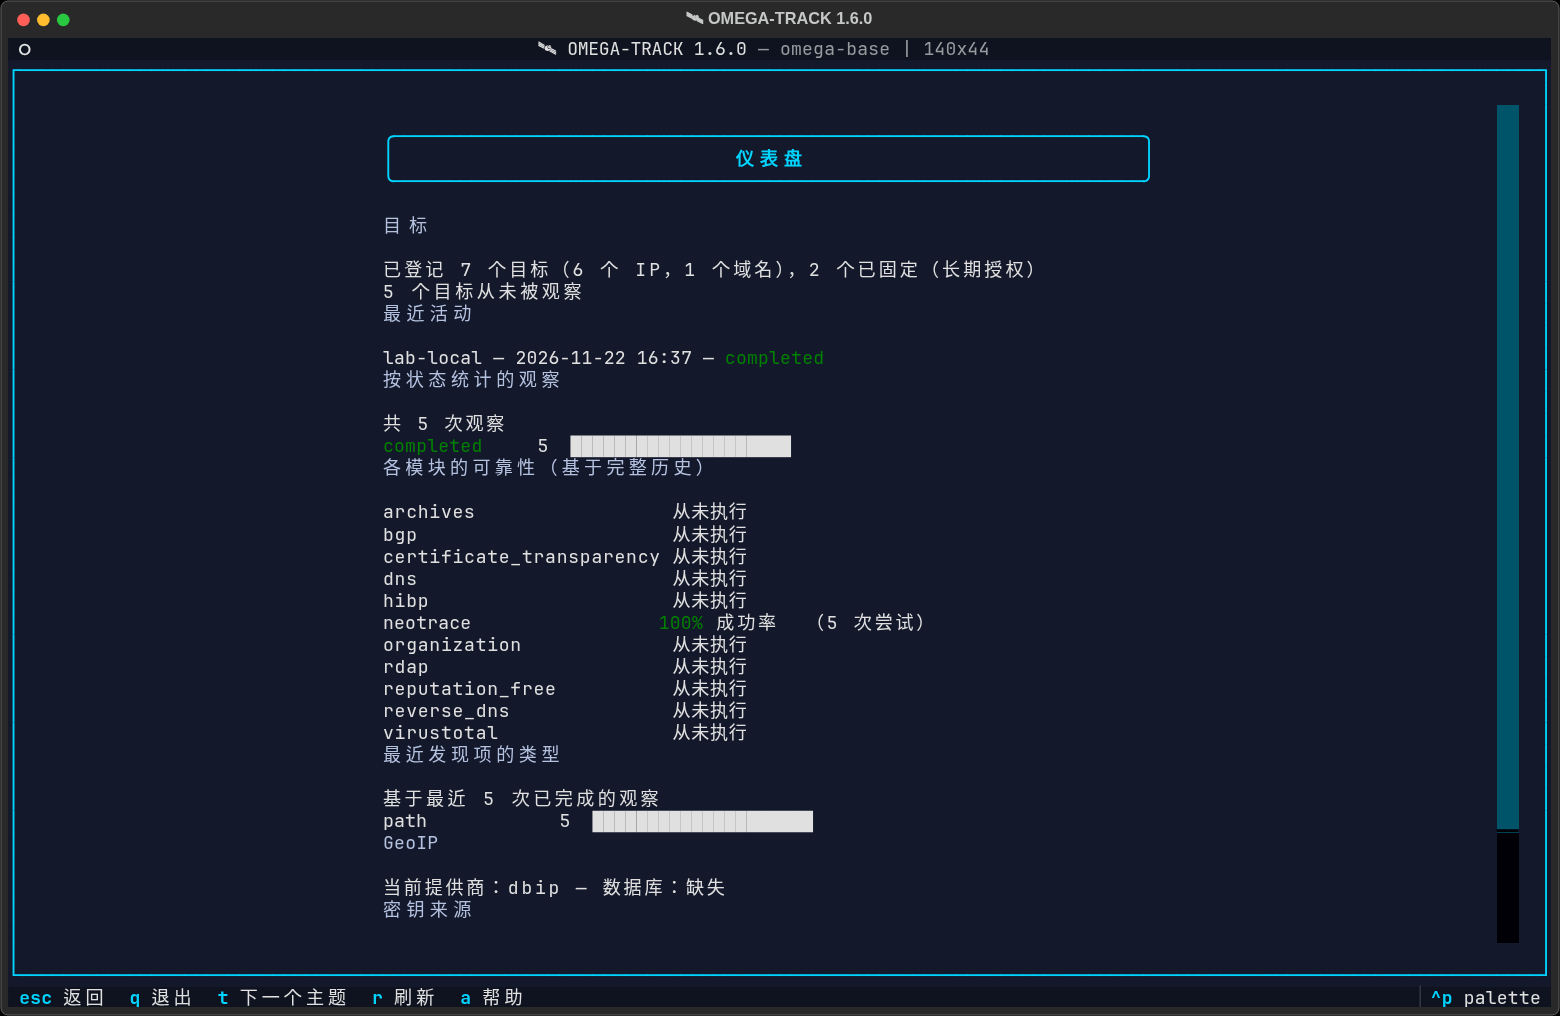 OMEGA-TRACK 1.6.0
OMEGA-TRACK 1.6.0 — omega-base | 140x44
仪表盘
目标
已登记 7 个目标（6 个 IP，1 个域名），2 个已固定（长期授权）
5 个目标从未被观察
最近活动
lab-local — 2026-11-22 16:37 — completed
按状态统计的观察
共 5 次观察
completed 5
各模块的可靠性（基于完整历史）
archives 从未执行
bgp 从未执行
certificate_transparency 从未执行
dns 从未执行
hibp 从未执行
neotrace 100% 成功率 （5 次尝试）
organization 从未执行
rdap 从未执行
reputation_free 从未执行
reverse_dns 从未执行
virustotal 从未执行
最近发现项的类型
基于最近 5 次已完成的观察
path 5
GeoIP
当前提供商：dbip — 数据库：缺失
密钥来源
esc 返回 q 退出 t 下一个主题 r 刷新 a 帮助 ^p palette